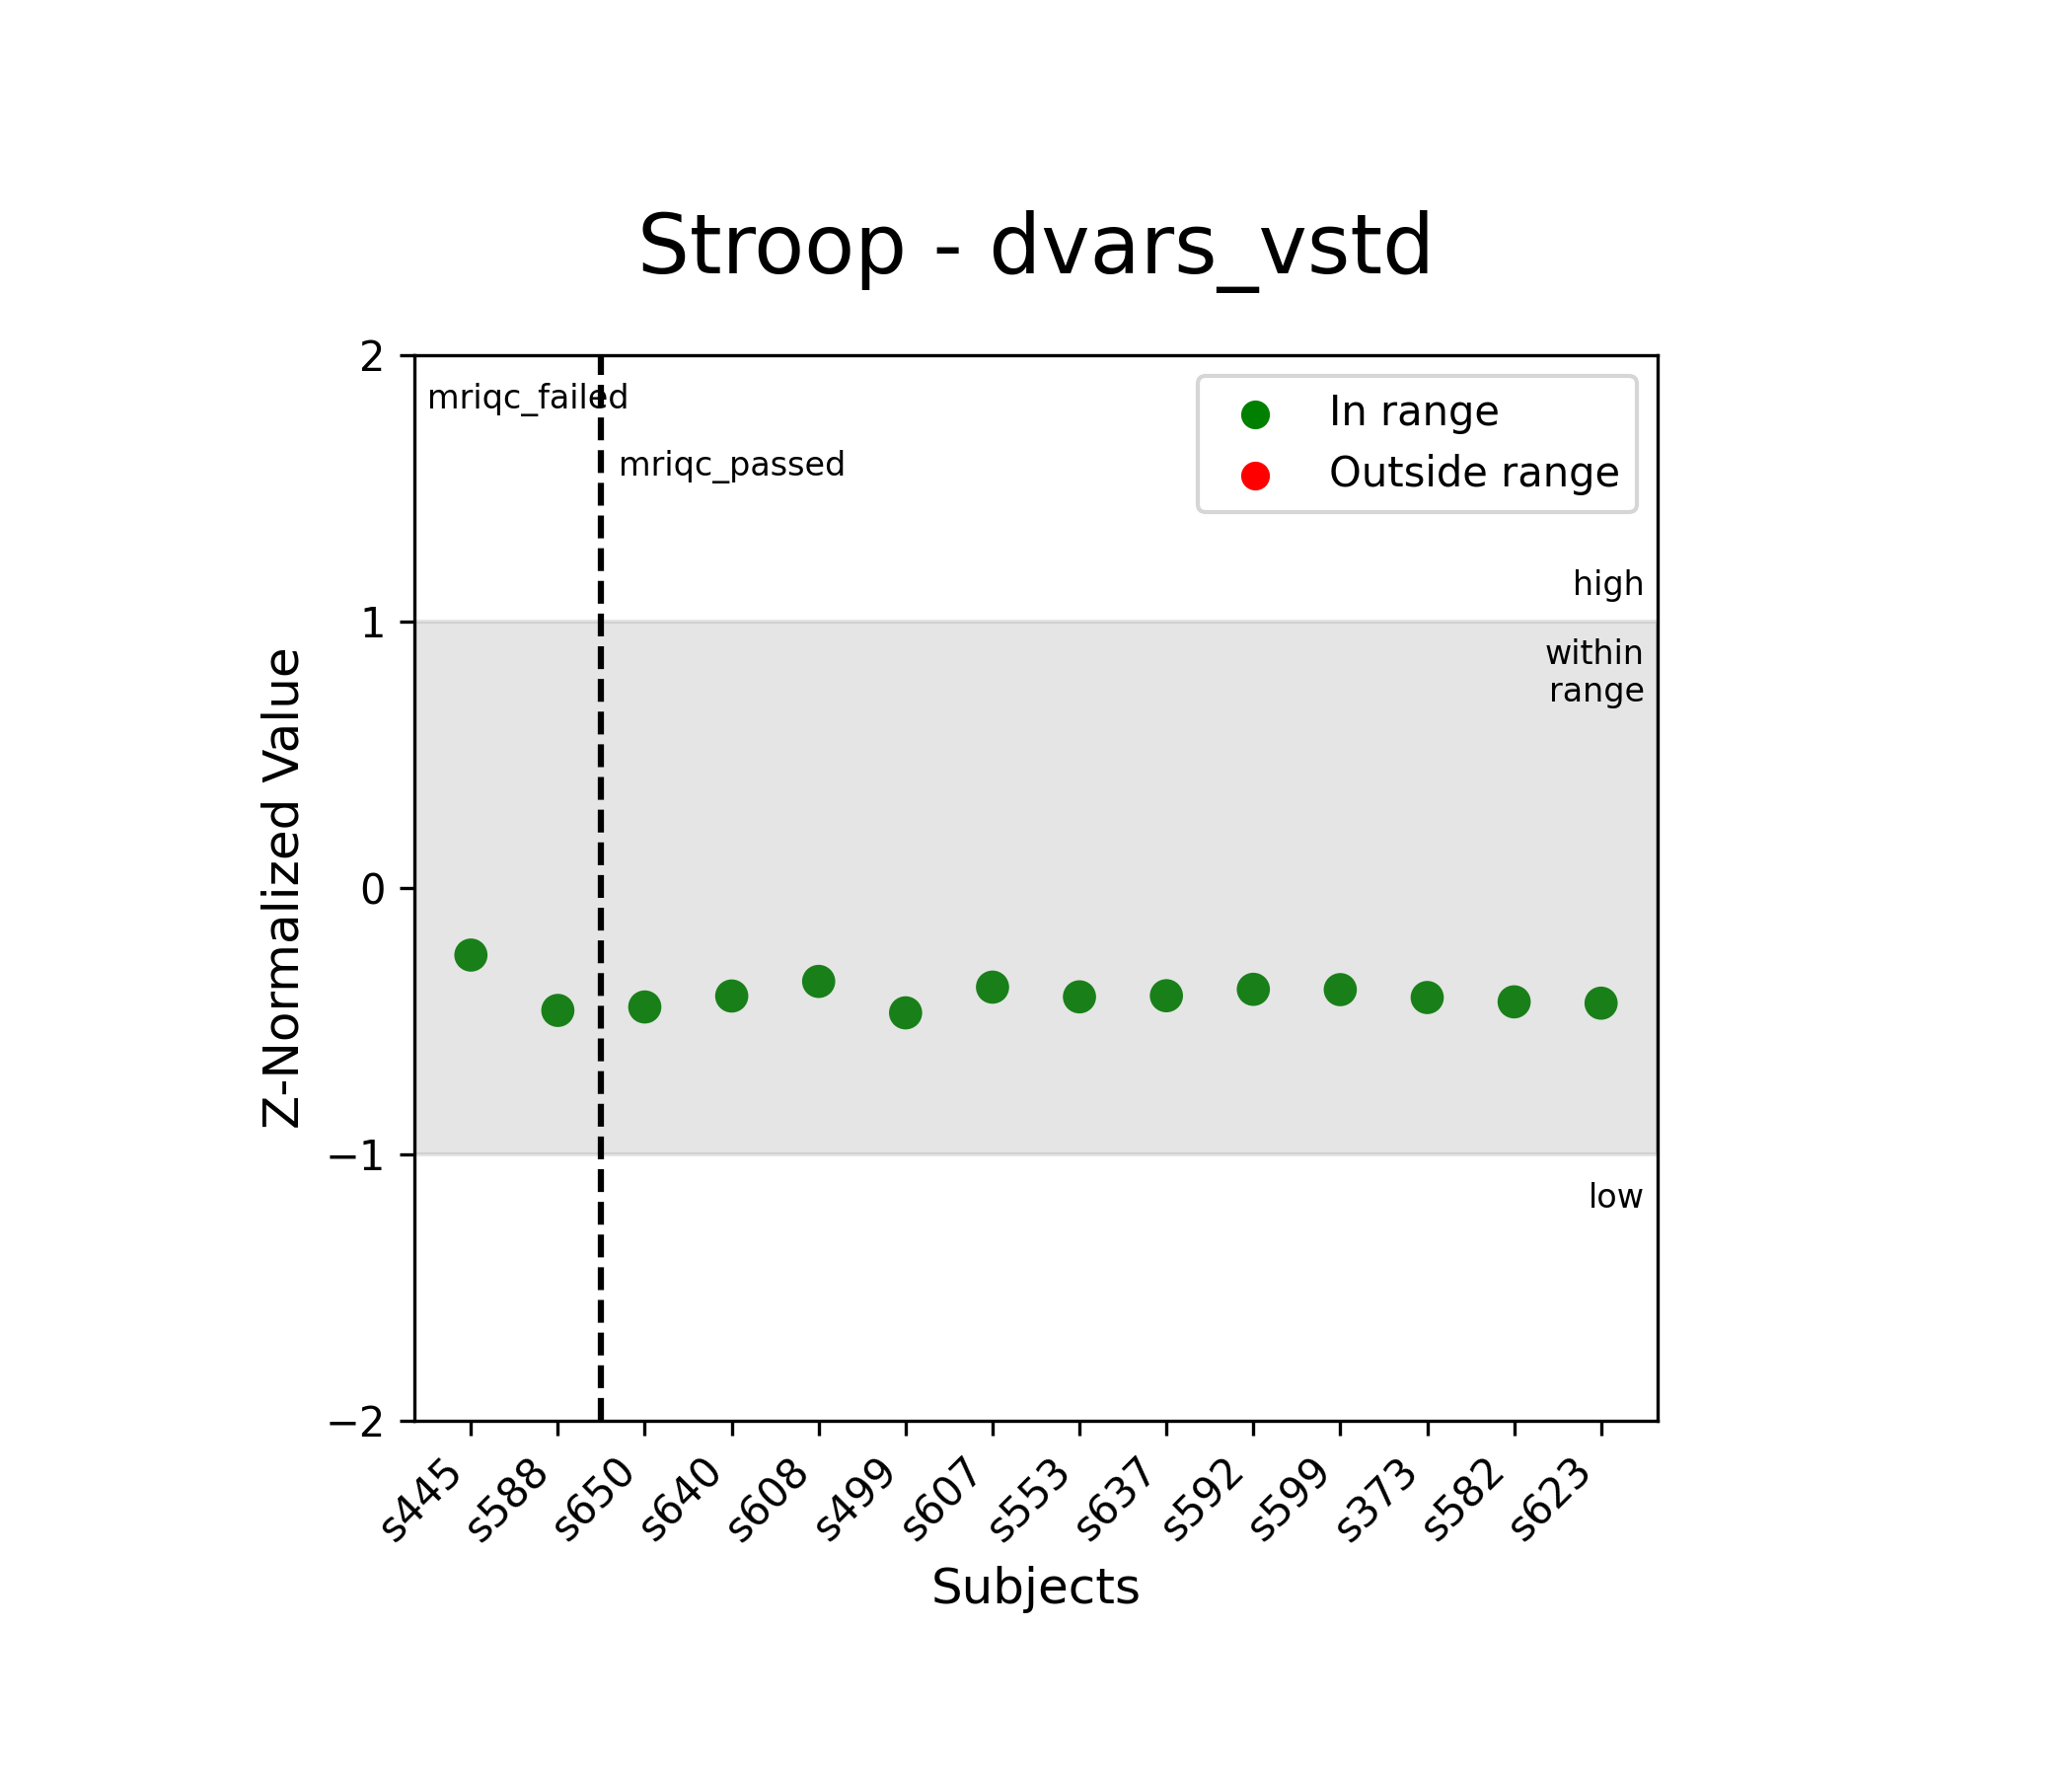 Stroop - dvars_vstd
2
mriqc_failed
In range
mriqc_passed
Outside range
high
1
within
range
Z-Normalized Value
0
−1
low
−2
s445
s588
s650
s640
s608
s499
s607
s553
s637
s592
s599
s373
s582
s623
Subjects